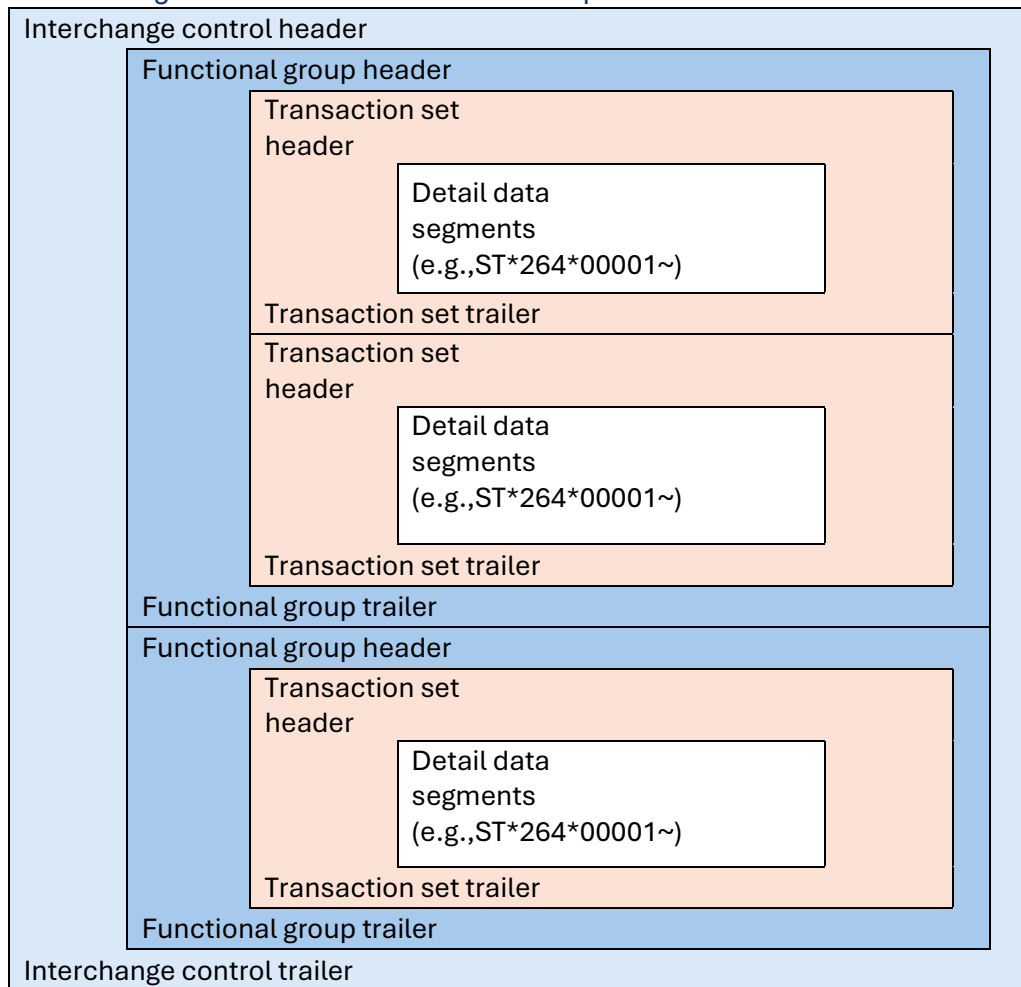 Interchange control header
Functional group header
Transaction set
header
Detail data
segments
(e.g.,ST*264*00001~)
Transaction set trailer
Transaction set
header
Detail data
segments
(e.g.,ST*264*00001~)
Transaction set trailer
Functional group trailer
Functional group header
Transaction set
header
Detail data
segments
(e.g.,ST*264*00001~)
Transaction set trailer
Functional group trailer
Interchange control trailer